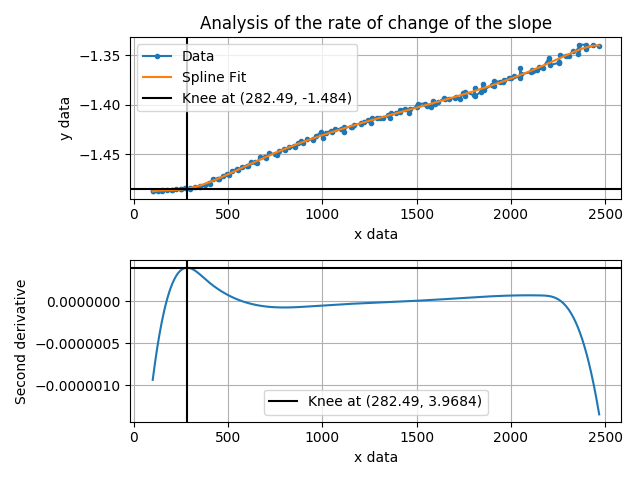 Analysis of the rate of change of the slope
−1.35
−1.40
−1.45
y data
Data
Spline Fit
Knee at (282.49, -1.484)
0 500 1000 1500 2000 2500
x data
0.0000000
−0.0000005
−0.0000010
Second derivative
Knee at (282.49, 3.9684)
0 500 1000 1500 2000 2500
x data